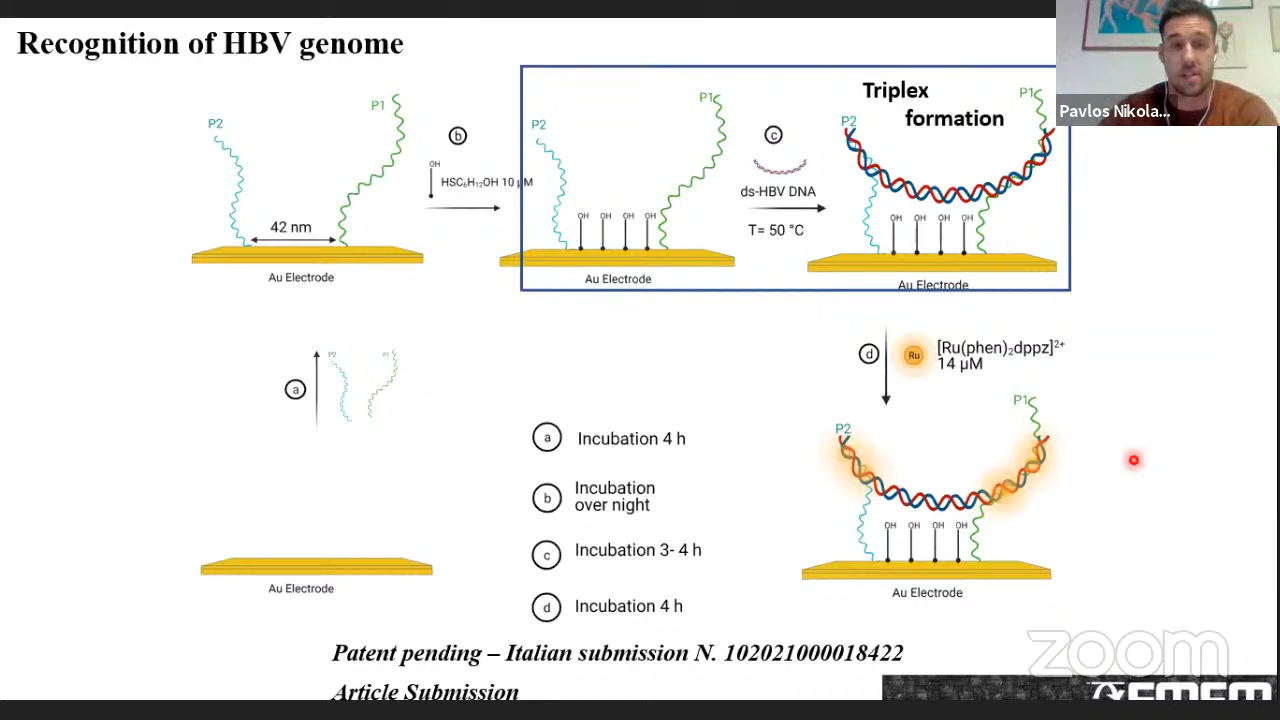 Recognition of HBV genome
Pavlos Nikola...
P2
P1
42 nm
Au Electrode
b
OH
HSC₆H₁₂OH 10 µM
P2
P1
OH OH OH OH
Au Electrode
c
ds-HBV DNA
T= 50 °C
Triplex
formation
P2
P1
OH OH OH OH
Au Electrode
d
Ru
[Ru(phen)₂dppz]²⁺
14 µM
a
P2
P1
Au Electrode
a Incubation 4 h
b Incubation
over night
c Incubation 3- 4 h
d Incubation 4 h
P2
P1
OH OH OH OH
Au Electrode
Patent pending – Italian submission N. 102021000018422
Article Submission
zoom